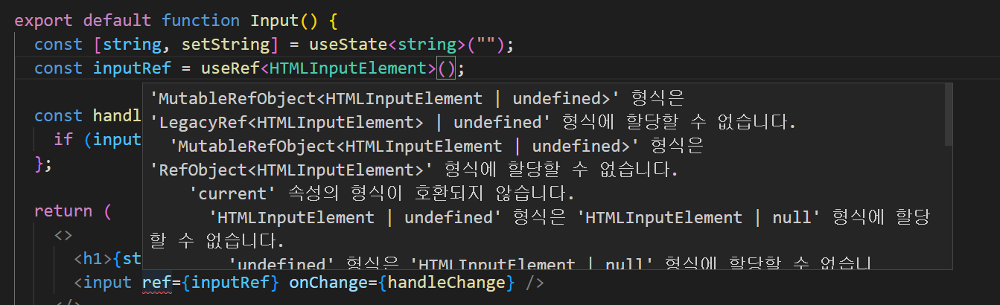 export default function Input() {
const [string, setString] = useState<string>("");
const inputRef = useRef<HTMLInputElement>();
'MutableRefObject<HTMLInputElement | undefined>' 형식은
const handl
'LegacyRef<HTMLInputElement> | undefined' 형식에 할당할 수 없습니다.
if (input
'MutableRefObject<HTMLInputElement | undefined>' 형식은
};
'RefObject<HTMLInputElement>' 형식에 할당할 수 없습니다.
'current' 속성의 형식이 호환되지 않습니다.
return (
'HTMLInputElement | undefined' 형식은 'HTMLInputElement | null' 형식에 할당
<>
할 수 없습니다.
<h1>{st
'undefined' 형식은 'HTMLInputElement | null' 형식에 할당할 수 없습니
<input ref={inputRef} onChange={handleChange} />
</>